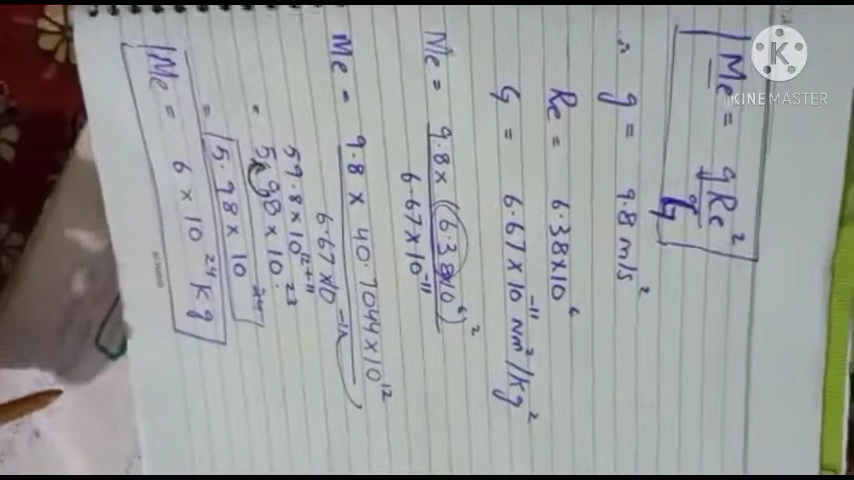 Me = gRe² / G
∴ g = 9.8 m/s²
Re = 6.38 × 10⁶
G = 6.67 × 10⁻¹¹ Nm²/kg²
Me = 9.8 × (6.38 × 10⁶)² / 6.67 × 10⁻¹¹
Me = 9.8 × 40.7044 × 10¹² / 6.67 × 10⁻¹¹
59.8 × 10¹²⁺¹¹
= 5.98 × 10.²³
= 5.98 × 10²⁴
Me = 6 × 10²⁴ kg
KINEMASTER